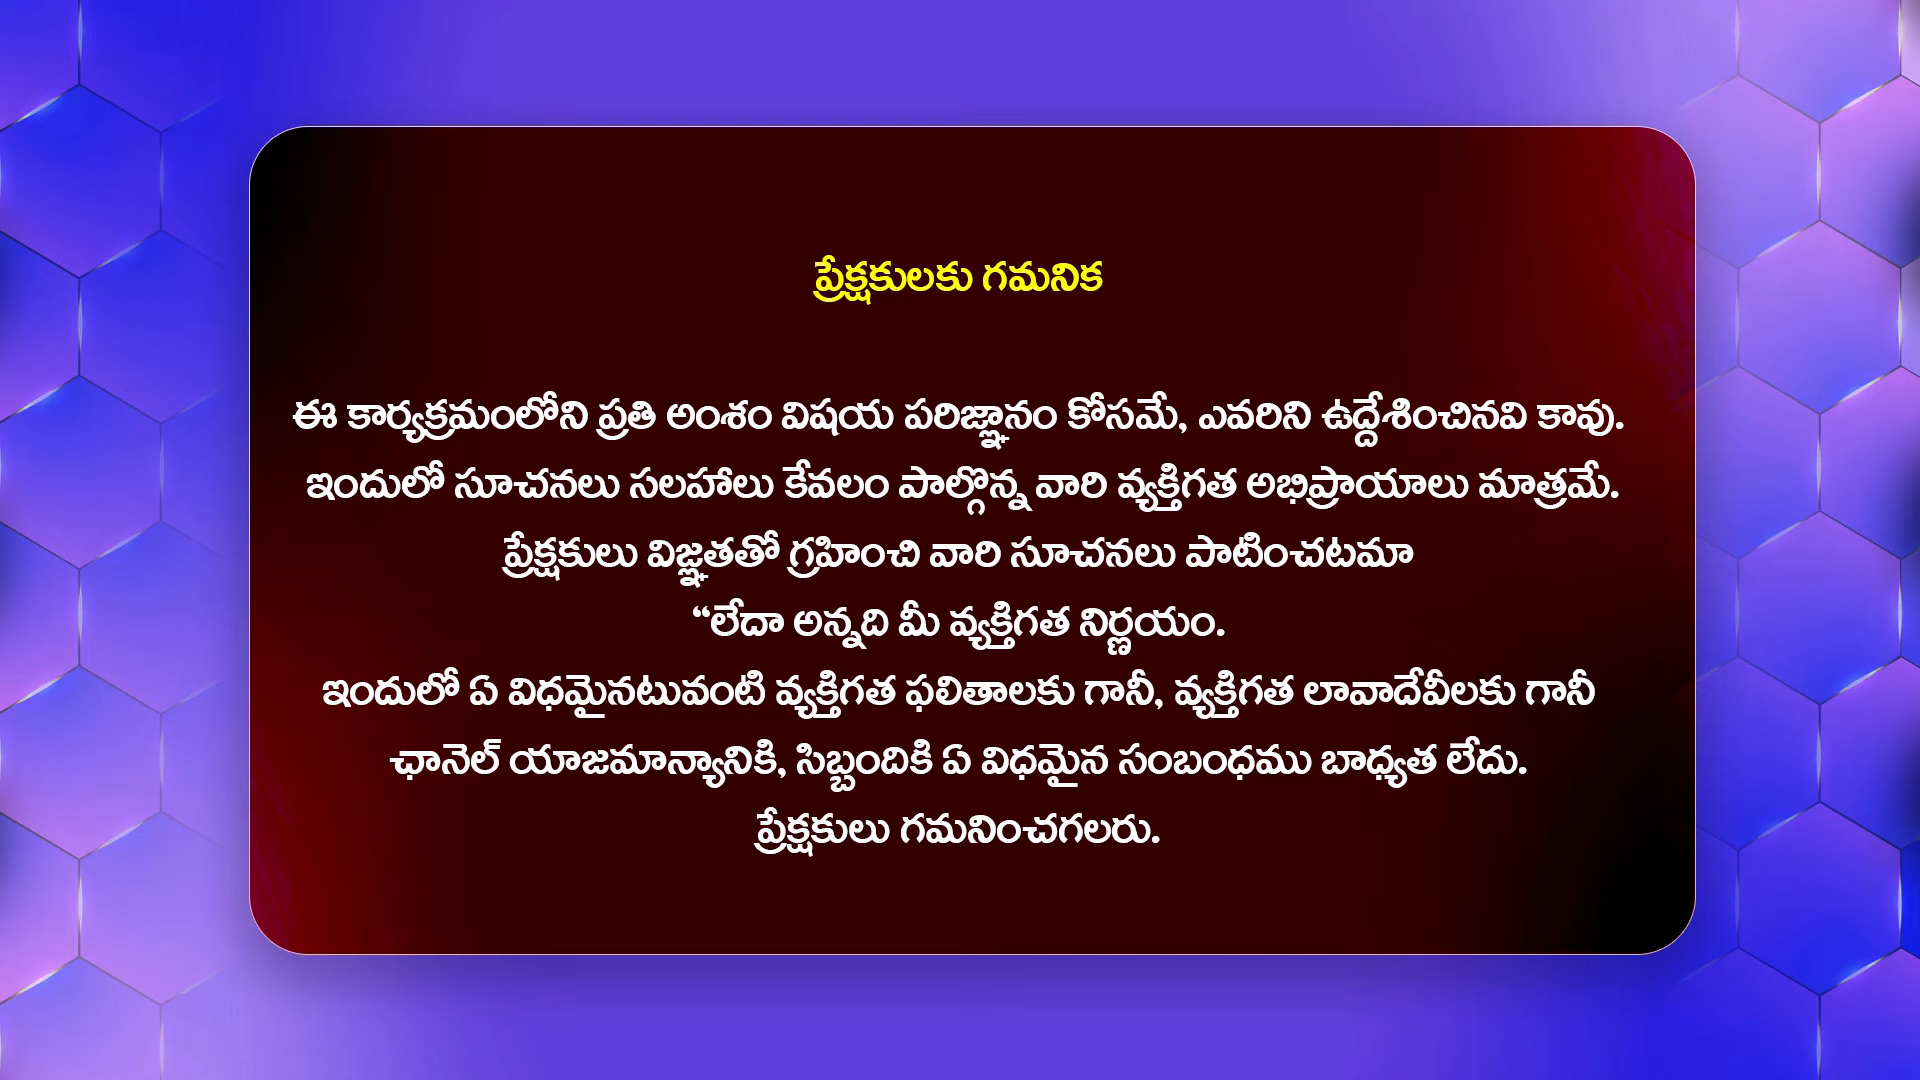 ప్రేక్షకులకు గమనిక
ఈ కార్యక్రమంలోని ప్రతి అంశం విషయ పరిజ్ఞానం కోసమే, ఎవరిని ఉద్దేశించినవి కావు.
ఇందులో సూచనలు సలహాలు కేవలం పాల్గొన్న వారి వ్యక్తిగత అభిప్రాయాలు మాత్రమే.
ప్రేక్షకులు విజ్ఞతతో గ్రహించి వారి సూచనలు పాటించటమా
“లేదా అన్నది మీ వ్యక్తిగత నిర్ణయం.
ఇందులో ఏ విధమైనటువంటి వ్యక్తిగత ఫలితాలకు గానీ, వ్యక్తిగత లావాదేవీలకు గానీ
ఛానెల్ యాజమాన్యానికి, సిబ్బందికి ఏ విధమైన సంబంధము బాధ్యత లేదు.
ప్రేక్షకులు గమనించగలరు.